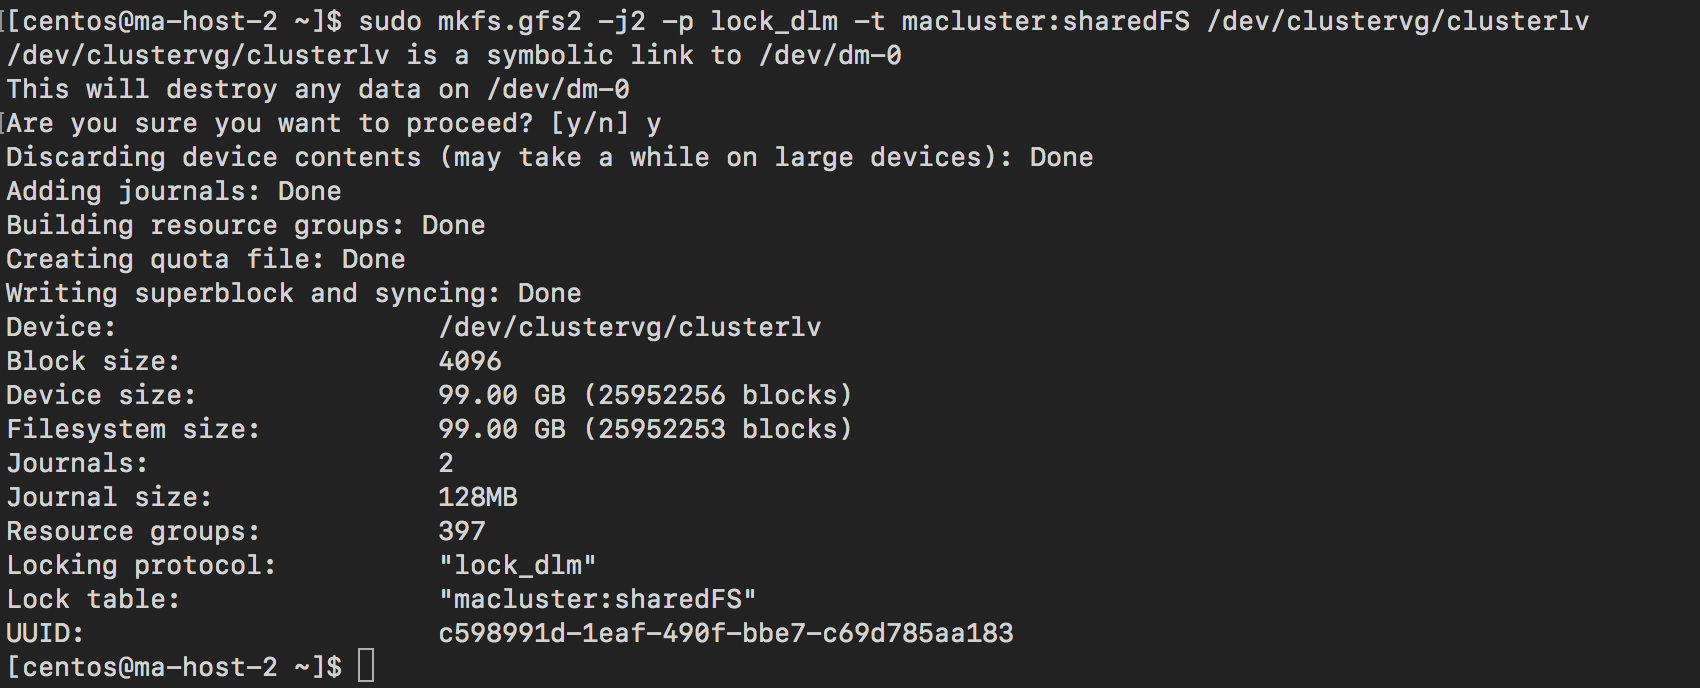 [centos@ma-host-2 ~]$ sudo mkfs.gfs2 -j2 -p lock_dlm -t macluster:sharedFS /dev/clustervg/clusterlv
/dev/clustervg/clusterlv is a symbolic link to /dev/dm-0
This will destroy any data on /dev/dm-0
Are you sure you want to proceed? [y/n] y
Discarding device contents (may take a while on large devices): Done
Adding journals: Done
Building resource groups: Done
Creating quota file: Done
Writing superblock and syncing: Done
Device: /dev/clustervg/clusterlv
Block size: 4096
Device size: 99.00 GB (25952256 blocks)
Filesystem size: 99.00 GB (25952253 blocks)
Journals: 2
Journal size: 128MB
Resource groups: 397
Locking protocol: "lock_dlm"
Lock table: "macluster:sharedFS"
UUID: c598991d-1eaf-490f-bbe7-c69d785aa183
[centos@ma-host-2 ~]$